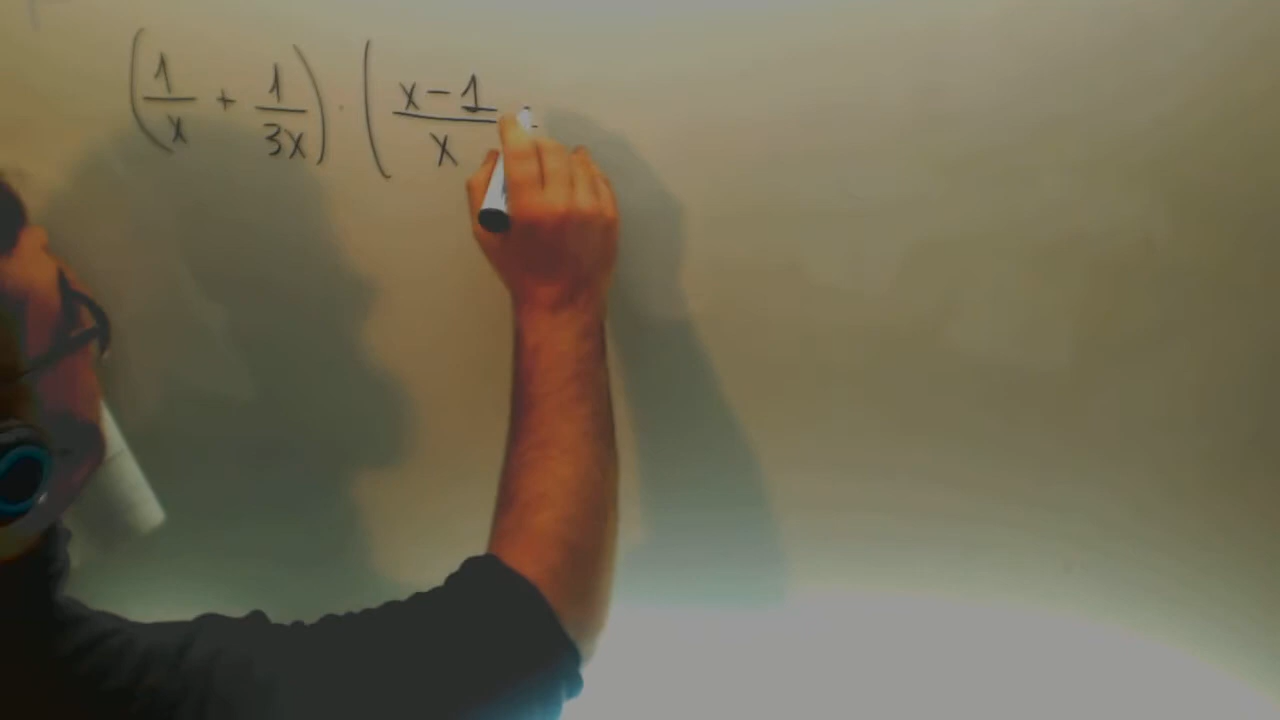 (1/x + 1/3x) · (x-1/x